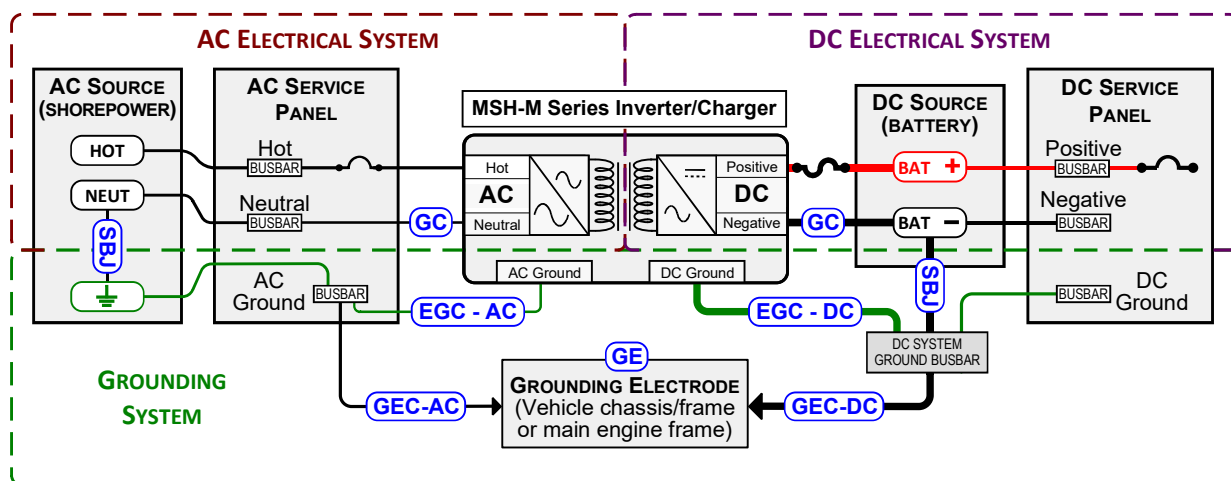 AC ELECTRICAL SYSTEM
DC ELECTRICAL SYSTEM
AC SOURCE
(SHOREPOWER)
HOT
NEUT
SBJ
AC SERVICE
PANEL
Hot
BUSBAR
Neutral
BUSBAR
AC
Ground
BUSBAR
GC
MSH-M Series Inverter/Charger
Hot
AC
Neutral
Positive
DC
Negative
AC Ground
DC Ground
GC
DC SOURCE
(BATTERY)
BAT +
BAT −
SBJ
DC SERVICE
PANEL
Positive
BUSBAR
Negative
BUSBAR
DC
Ground
BUSBAR
EGC - AC
EGC - DC
DC SYSTEM
GROUND BUSBAR
GROUNDING
SYSTEM
GEC-AC
GE
GROUNDING ELECTRODE
(Vehicle chassis/frame
or main engine frame)
GEC-DC